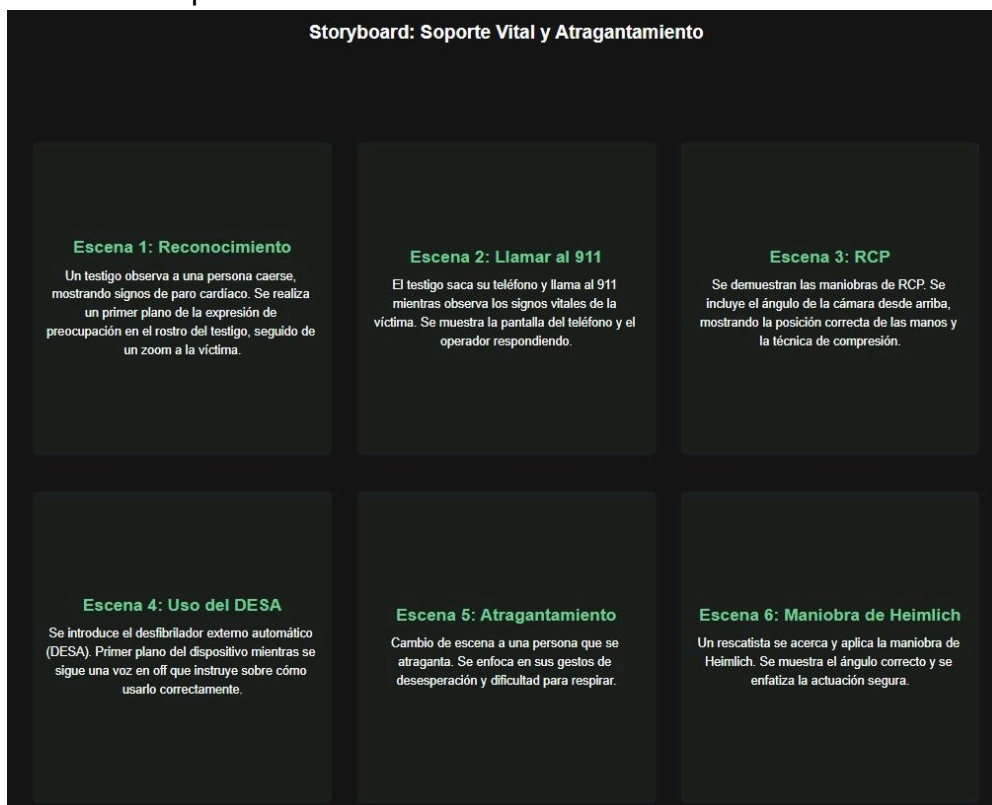 Storyboard: Soporte Vital y Atragantamiento
Escena 1: Reconocimiento
Un testigo observa a una persona caerse,
mostrando signos de paro cardíaco. Se realiza
un primer plano de la expresión de
preocupación en el rostro del testigo, seguido de
un zoom a la víctima.
Escena 2: Llamar al 911
El testigo saca su teléfono y llama al 911
mientras observa los signos vitales de la
víctima. Se muestra la pantalla del teléfono y el
operador respondiendo.
Escena 3: RCP
Se demuestran las maniobras de RCP. Se
incluye el ángulo de la cámara desde arriba,
mostrando la posición correcta de las manos y
la técnica de compresión.
Escena 4: Uso del DESA
Se introduce el desfibrilador externo automático
(DESA). Primer plano del dispositivo mientras se
sigue una voz en off que instruye sobre cómo
usarlo correctamente.
Escena 5: Atragantamiento
Cambio de escena a una persona que se
atraganta. Se enfoca en sus gestos de
desesperación y dificultad para respirar.
Escena 6: Maniobra de Heimlich
Un rescatista se acerca y aplica la maniobra de
Heimlich. Se muestra el ángulo correcto y se
enfatiza la actuación segura.